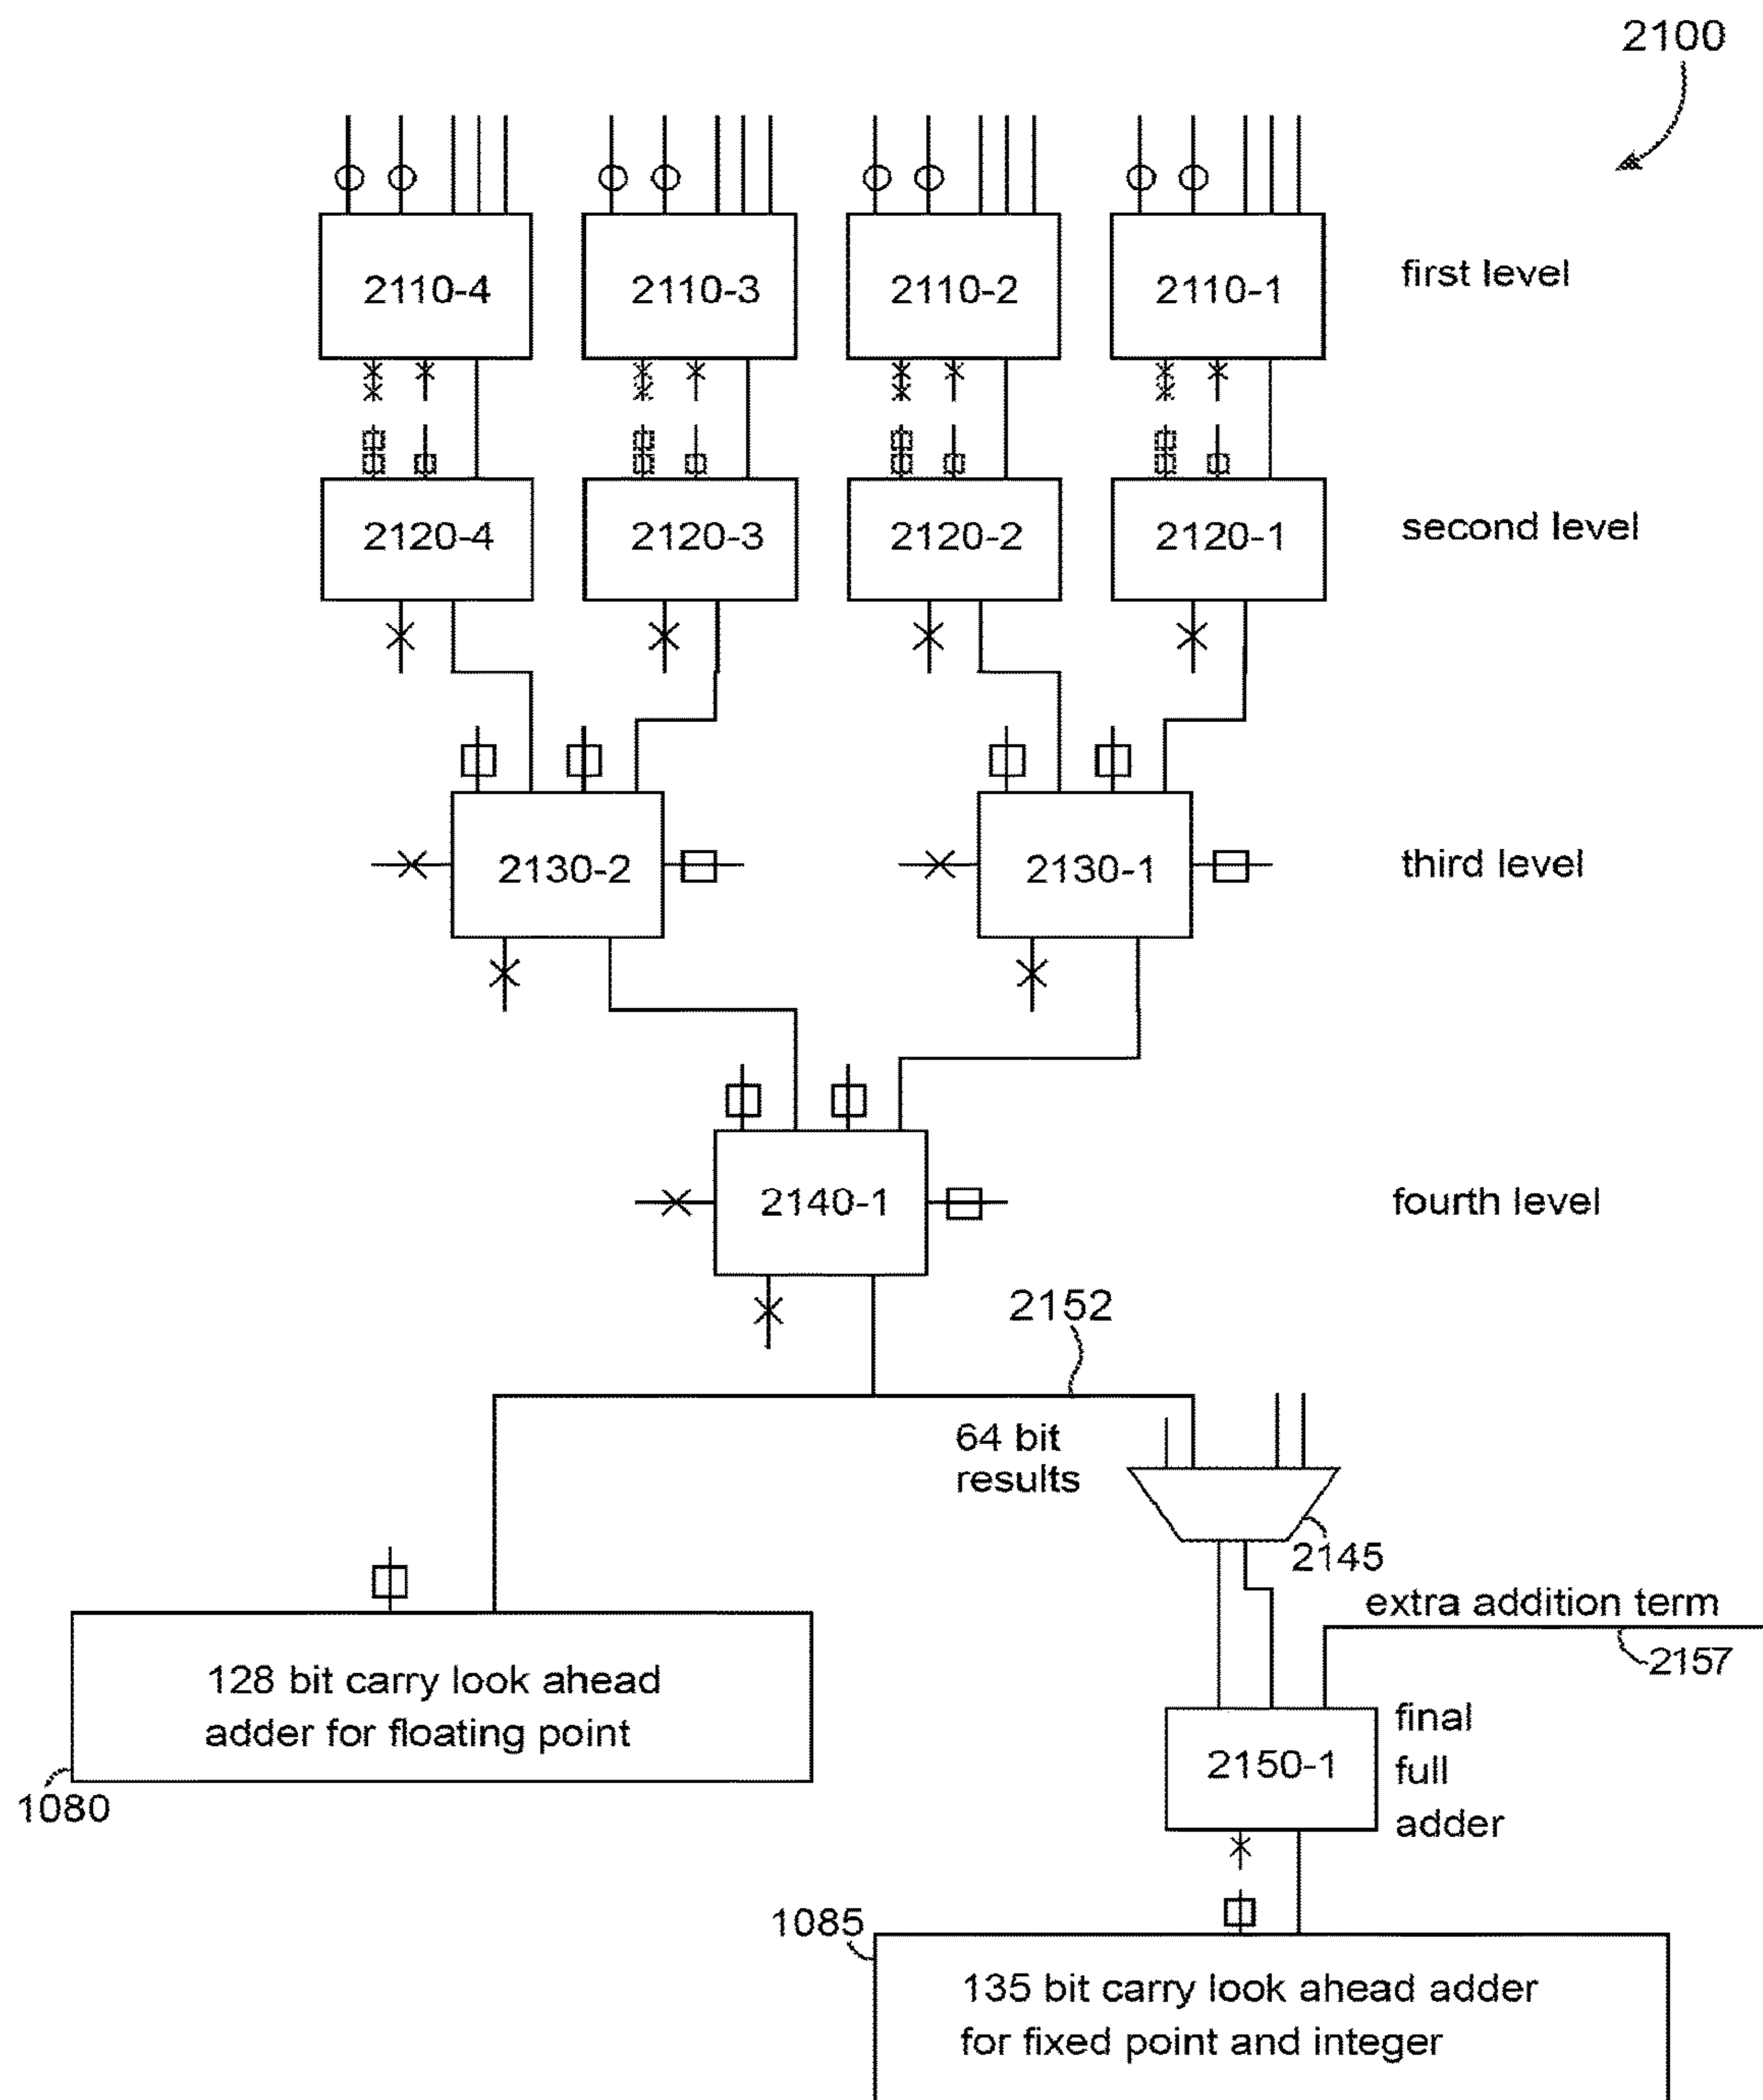 2100
2110-4
2110-3
2110-2
2110-1
first level
2120-4
2120-3
2120-2
2120-1
second level
2130-2
2130-1
third level
2140-1
fourth level
2152
64 bit
results
2145
extra addition term
2157
128 bit carry look ahead
adder for floating point
1080
2150-1
final
full
adder
1085
135 bit carry look ahead adder
for fixed point and integer